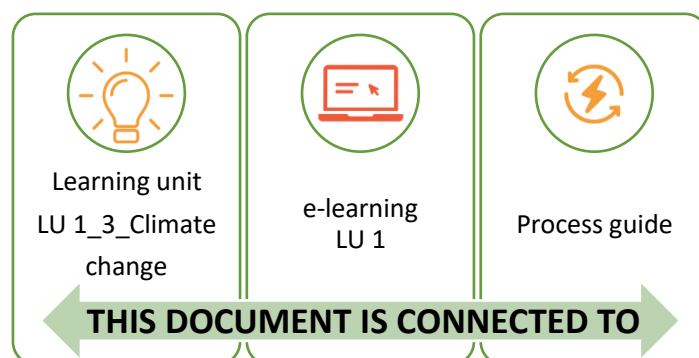 Learning unit
LU 1_3_Climate
change
e-learning
LU 1
Process guide
THIS DOCUMENT IS CONNECTED TO